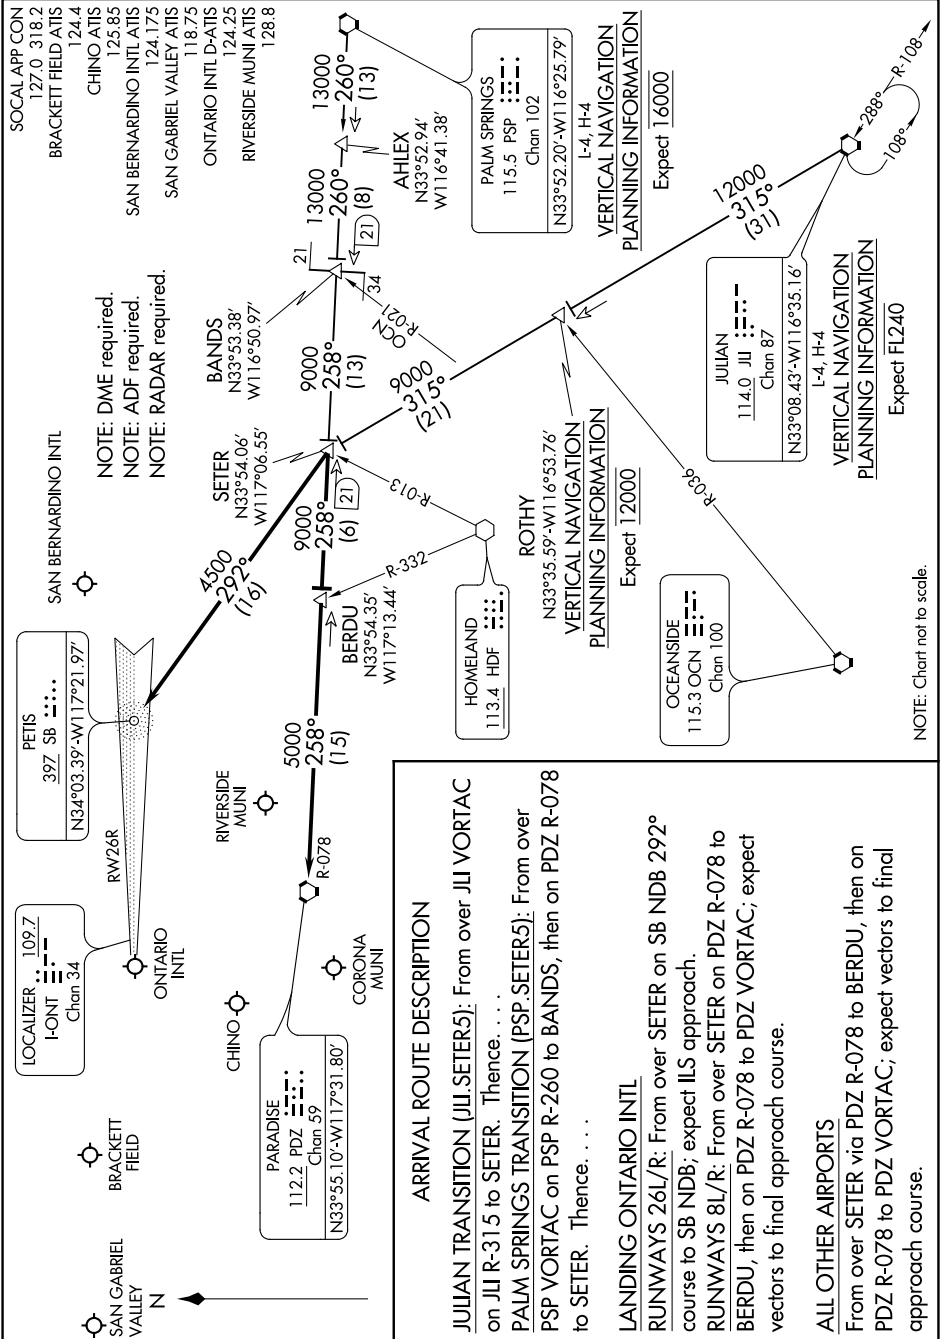 SOCAL APP CON
127.0 318.2
BRACKETT FIELD ATIS
124.4
CHINO ATIS
125.85
SAN BERNARDINO INTL ATIS
124.175
SAN GABRIEL VALLEY ATIS
118.75
ONTARIO INTL D-ATIS
124.25
RIVERSIDE MUNI ATIS
128.8
NOTE: DME required.
NOTE: ADF required.
NOTE: RADAR required.
SAN BERNARDINO INTL
PETIS
397 SB
N34°03.39'-W117°21.97'
LOCALIZER 109.7
I-ONT
Chan 34
RW26R
ONTARIO
INTL
BRACKETT
FIELD
SAN GABRIEL
VALLEY
N
CHINO
RIVERSIDE
MUNI
CORONA
MUNI
PARADISE
112.2 PDZ
Chan 59
N33°55.10'-W117°31.80'
R-078
5000
258°
(15)
BERDU
N33°54.35'
W117°13.44'
4500
292°
(16)
9000
258°
(6)
21
SETER
N33°54.06'
W117°06.55'
9000
258°
(13)
BANDS
N33°53.38'
W116°50.97'
21
34
21
13000
260°
(8)
AHLEX
N33°52.94'
W116°41.38'
13000
260°
(13)
PALM SPRINGS
115.5 PSP
Chan 102
N33°52.20'-W116°25.79'
L-4, H-4
VERTICAL NAVIGATION
PLANNING INFORMATION
Expect 16000
OCN
R-021
R-013
R-332
HOMELAND
113.4 HDF
9000
315°
(21)
ROTHY
N33°35.59'-W116°53.76'
VERTICAL NAVIGATION
PLANNING INFORMATION
Expect 12000
12000
315°
(31)
R-108
288°
108°
JULIAN
114.0 JLI
Chan 87
N33°08.43'-W116°35.16'
L-4, H-4
VERTICAL NAVIGATION
PLANNING INFORMATION
Expect FL240
R-036
OCEANSIDE
115.3 OCN
Chan 100
NOTE: Chart not to scale.
ARRIVAL ROUTE DESCRIPTION
JULIAN TRANSITION (JLI.SETER5): From over JLI VORTAC
on JLI R-315 to SETER. Thence. . . .
PALM SPRINGS TRANSITION (PSP.SETER5): From over
PSP VORTAC on PSP R-260 to BANDS, then on PDZ R-078
to SETER. Thence. . . .
LANDING ONTARIO INTL
RUNWAYS 26L/R: From over SETER on SB NDB 292°
course to SB NDB; expect ILS approach.
RUNWAYS 8L/R: From over SETER on PDZ R-078 to
BERDU, then on PDZ R-078 to PDZ VORTAC; expect
vectors to final approach course.
ALL OTHER AIRPORTS
From over SETER via PDZ R-078 to BERDU, then on
PDZ R-078 to PDZ VORTAC; expect vectors to final
approach course.